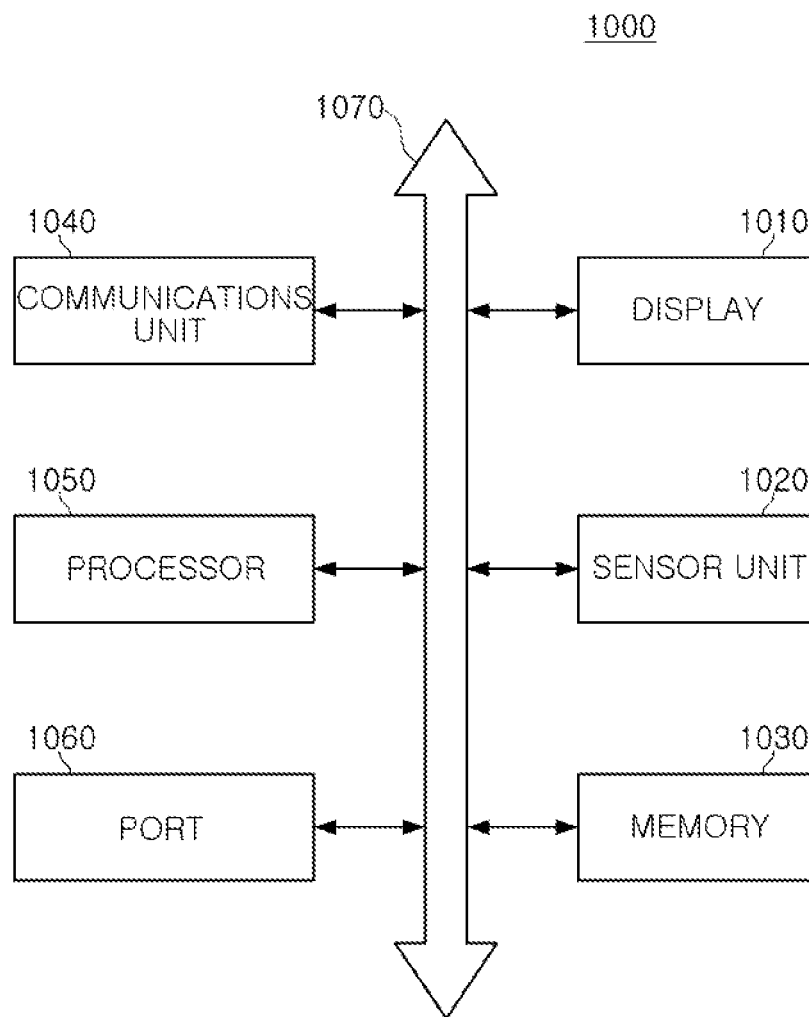 1000
1070
1040
1010
COMMUNICATIONS
UNIT
DISPLAY
1050
1020
PROCESSOR
SENSOR UNIT
1060
1030
PORT
MEMORY